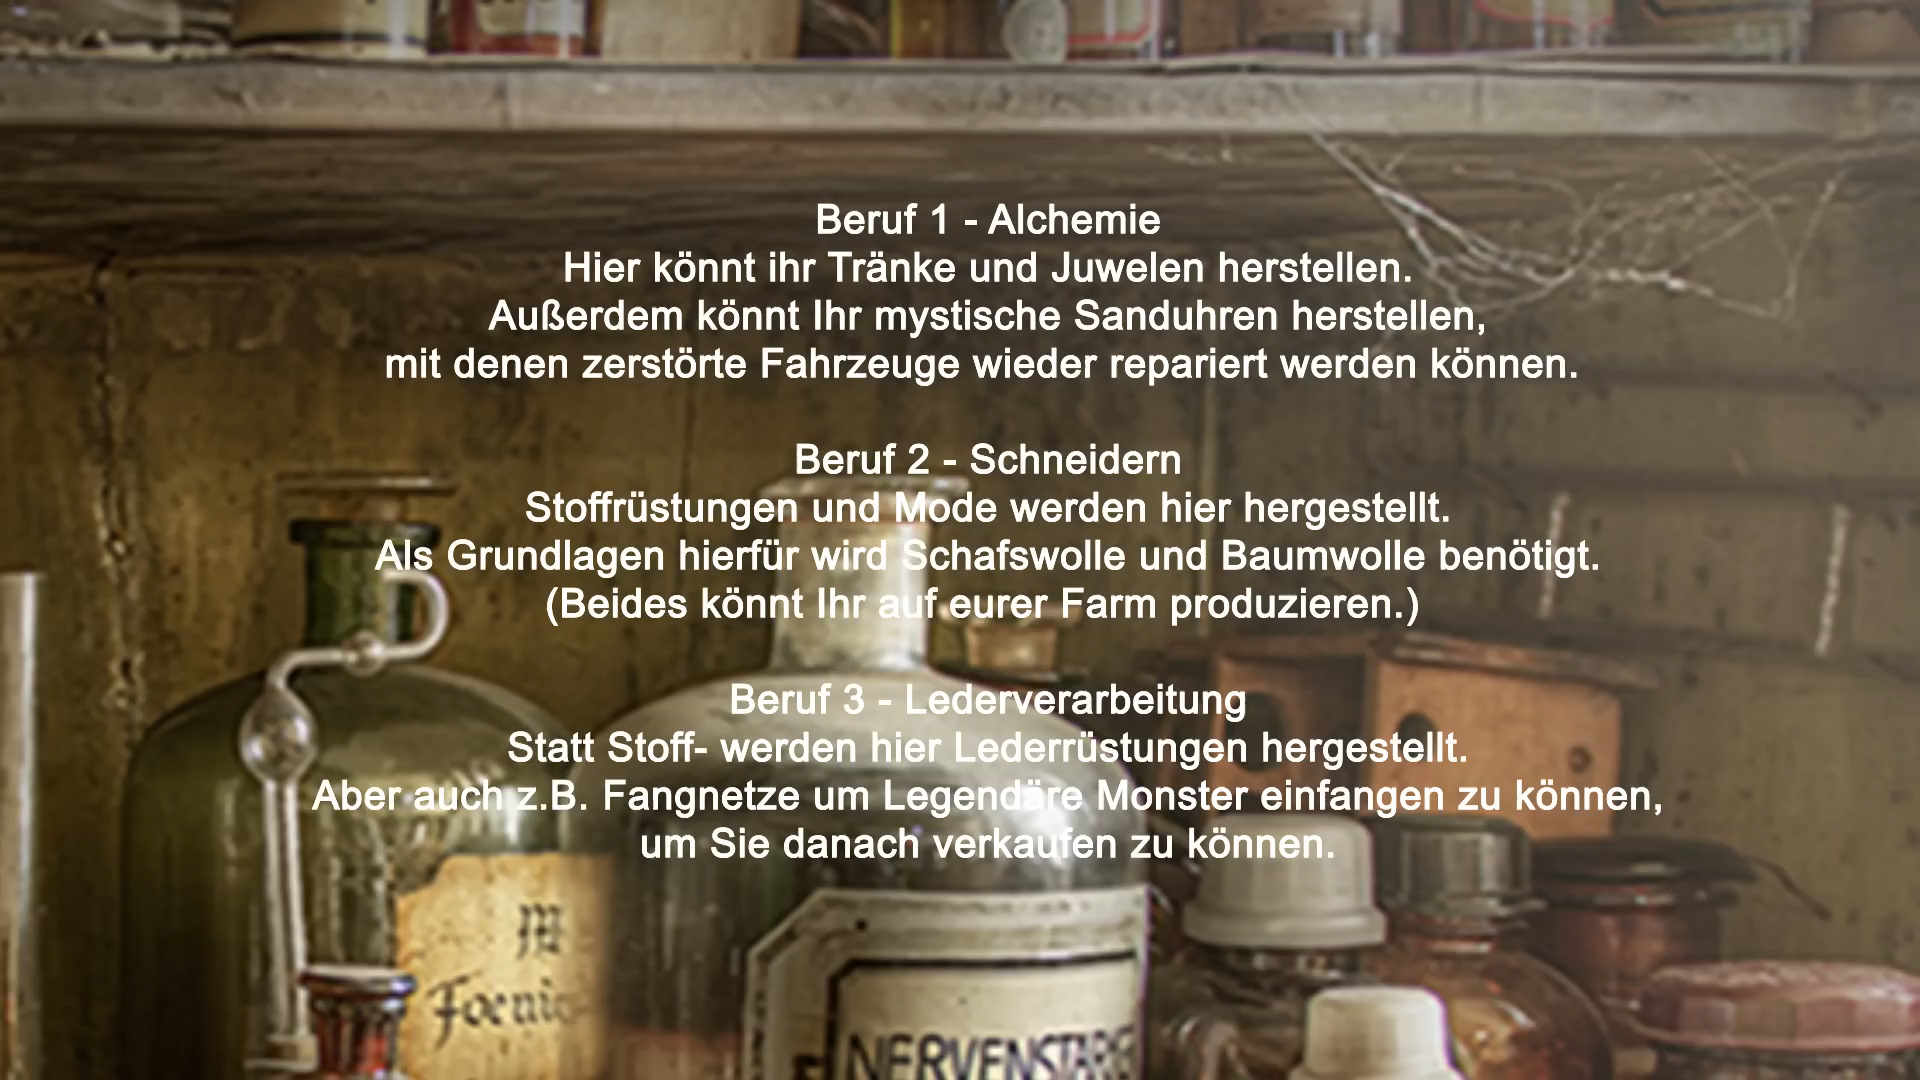 Beruf 1 - Alchemie
Hier könnt ihr Tränke und Juwelen herstellen.
Außerdem könnt Ihr mystische Sanduhren herstellen,
mit denen zerstörte Fahrzeuge wieder repariert werden können.
Beruf 2 - Schneidern
Stoffrüstungen und Mode werden hier hergestellt.
Als Grundlagen hierfür wird Schafswolle und Baumwolle benötigt.
(Beides könnt Ihr auf eurer Farm produzieren.)
Beruf 3 - Lederverarbeitung
Statt Stoff- werden hier Lederrüstungen hergestellt.
Aber auch z.B. Fangnetze um Legendäre Monster einfangen zu können,
um Sie danach verkaufen zu können.
M
Foenic
NERVENSTÄRK